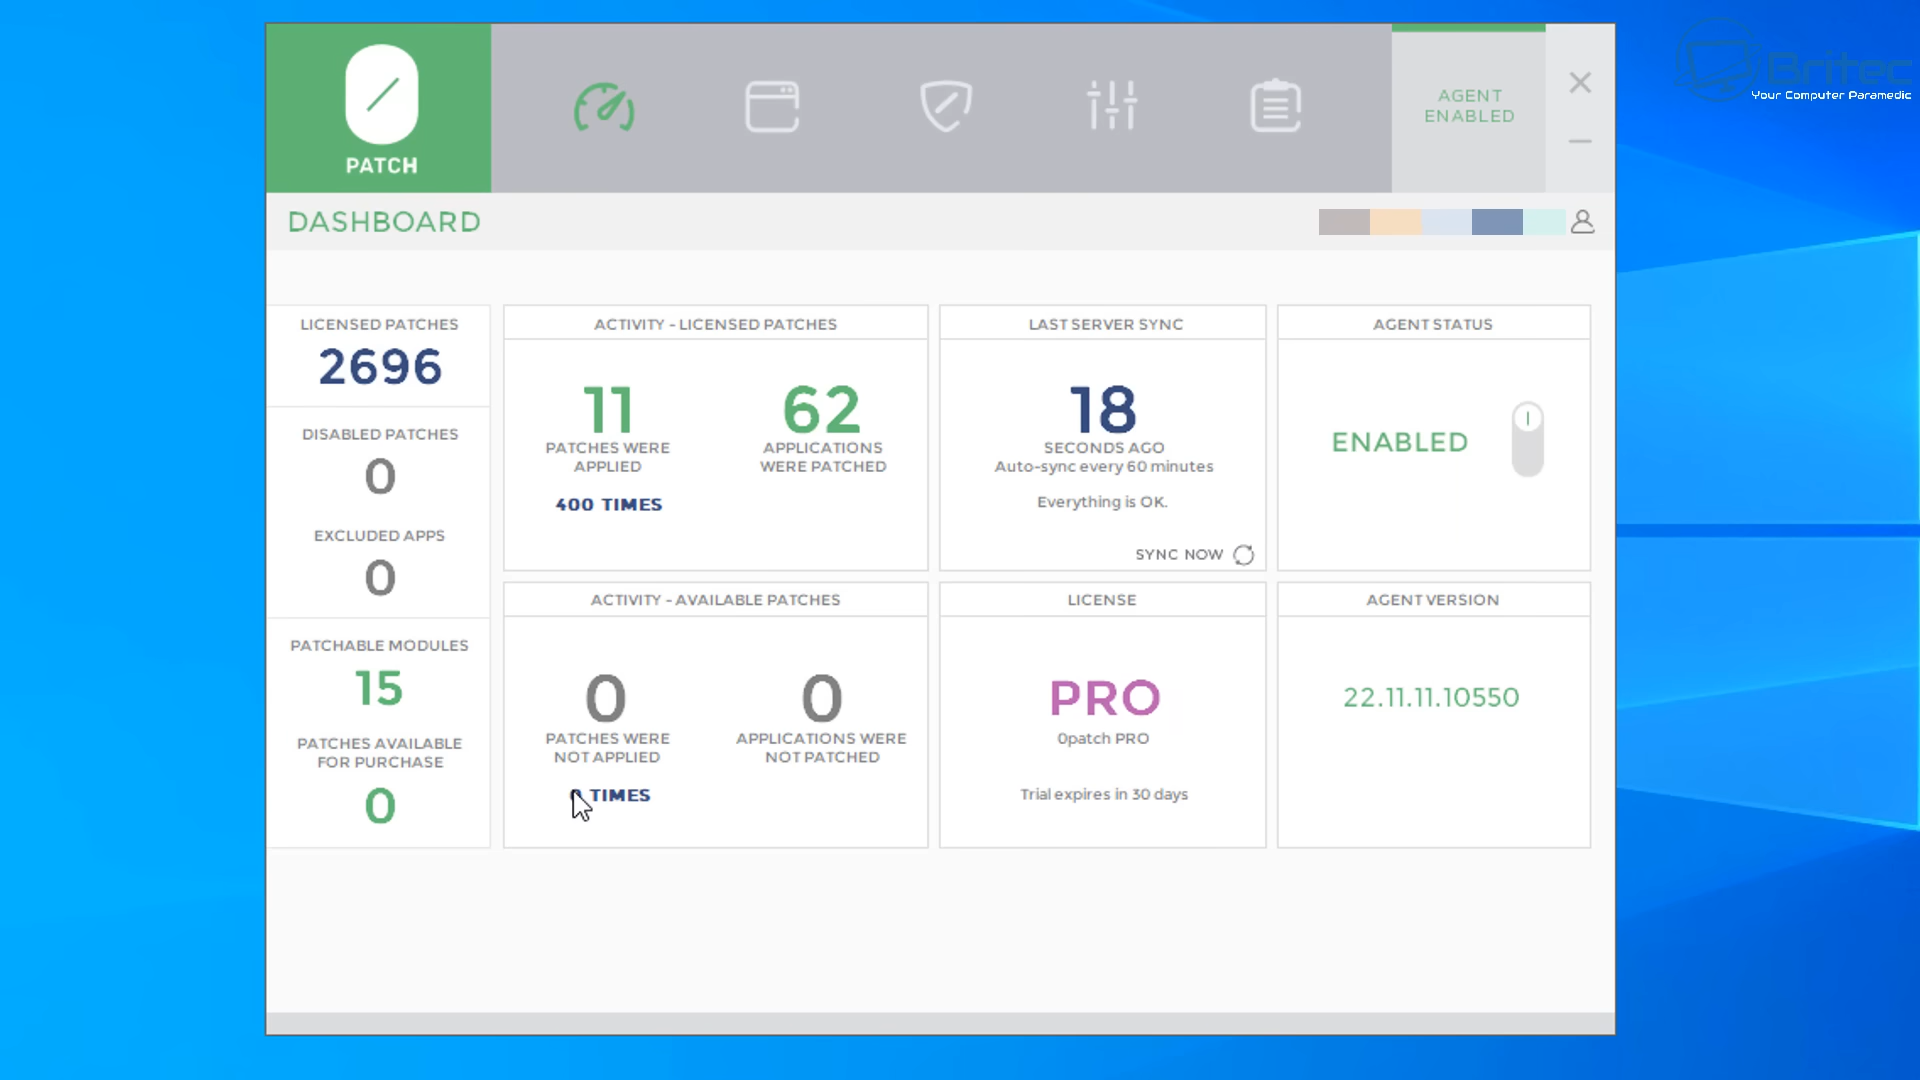 PATCH
AGENT
ENABLED
Britec
Your Computer Paramedic
DASHBOARD
LICENSED PATCHES
2696
DISABLED PATCHES
0
EXCLUDED APPS
0
PATCHABLE MODULES
15
PATCHES AVAILABLE
FOR PURCHASE
0
ACTIVITY - LICENSED PATCHES
11
PATCHES WERE
APPLIED
400 TIMES
62
APPLICATIONS
WERE PATCHED
LAST SERVER SYNC
18
SECONDS AGO
Auto-sync every 60 minutes
Everything is OK.
SYNC NOW
AGENT STATUS
ENABLED
ACTIVITY - AVAILABLE PATCHES
0
PATCHES WERE
NOT APPLIED
0 TIMES
0
APPLICATIONS WERE
NOT PATCHED
LICENSE
PRO
0patch PRO
Trial expires in 30 days
AGENT VERSION
22.11.11.10550